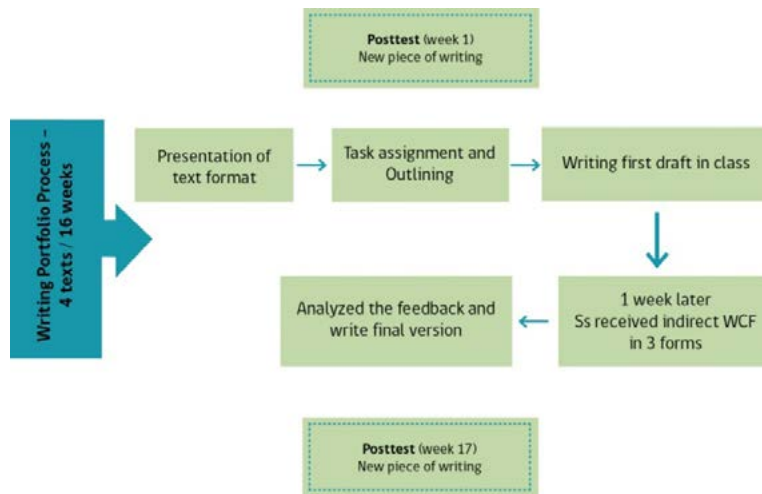 Posttest (week 1)
New piece of writing
Writing Portfolio Process –
4 texts / 16 weeks
Presentation of
text format
Task assignment and
Outlining
Writing first draft in class
1 week later
Ss received indirect WCF
in 3 forms
Analyzed the feedback and
write final version
Posttest (week 17)
New piece of writing